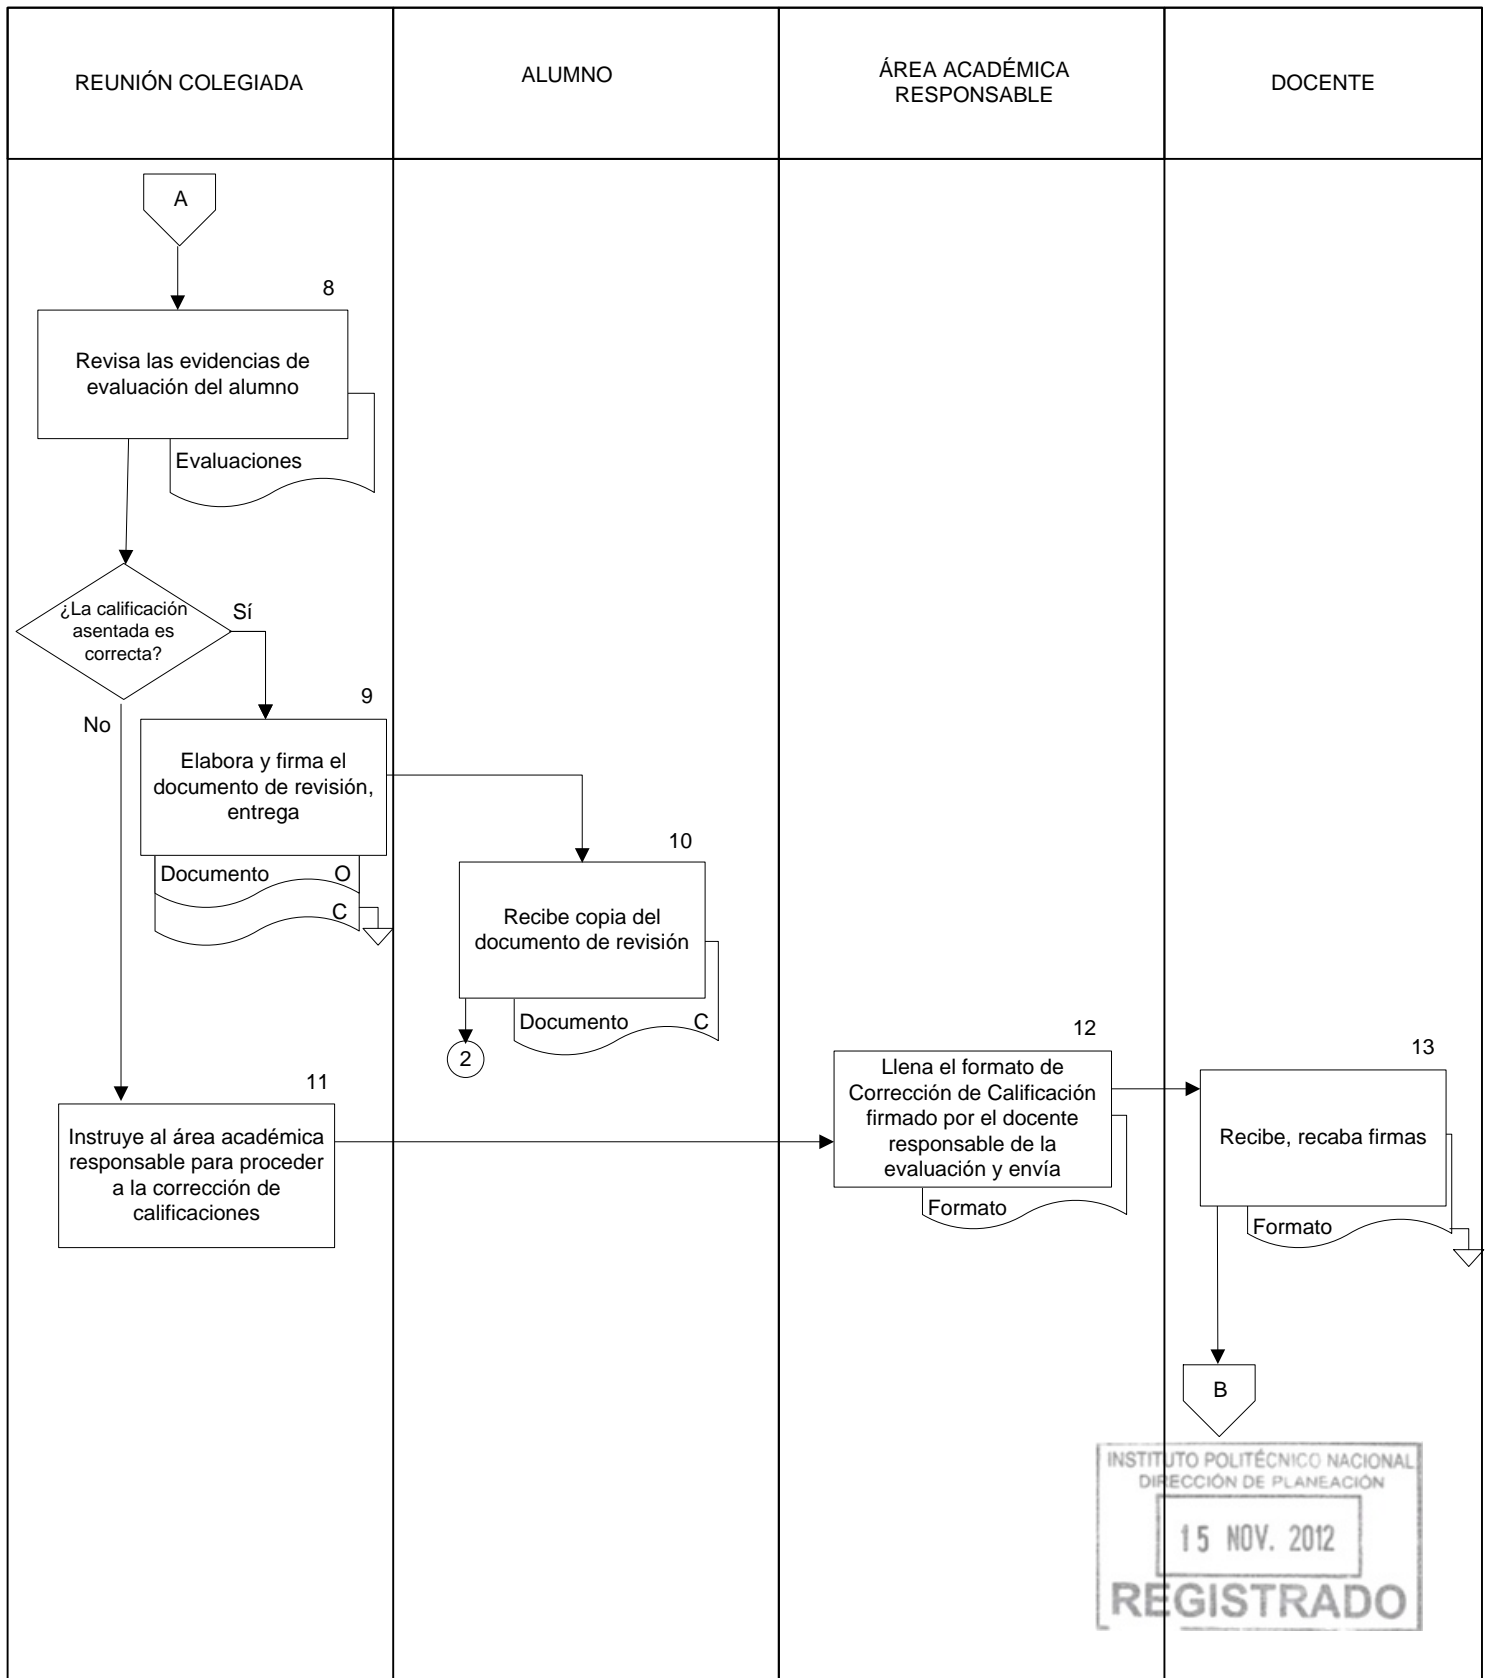 REUNIÓN COLEGIADA
ALUMNO
ÁREA ACADÉMICA
RESPONSABLE
DOCENTE
A
8
Revisa las evidencias de
evaluación del alumno
Evaluaciones
¿La calificación
asentada es
correcta?
Sí
No
9
Elabora y firma el
documento de revisión,
entrega
Documento O
C
10
Recibe copia del
documento de revisión
Documento C
2
11
Instruye al área académica
responsable para proceder
a la corrección de
calificaciones
12
Llena el formato de
Corrección de Calificación
firmado por el docente
responsable de la
evaluación y envía
Formato
13
Recibe, recaba firmas
Formato
B
INSTITUTO POLITÉCNICO NACIONAL
DIRECCIÓN DE PLANEACIÓN
15 NOV. 2012
REGISTRADO